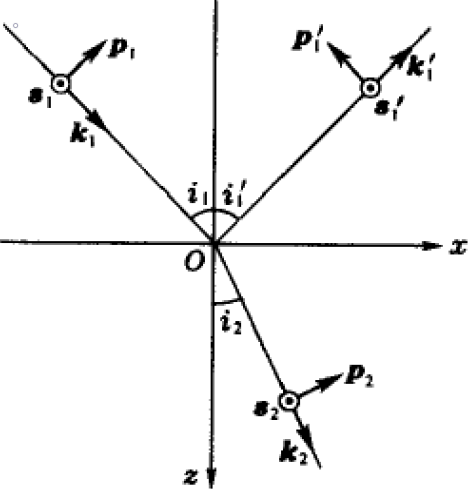 p₁
s₁
k₁
p₁′
k₁′
s₁′
i₁
i₁′
O
x
i₂
p₂
s₂
k₂
z